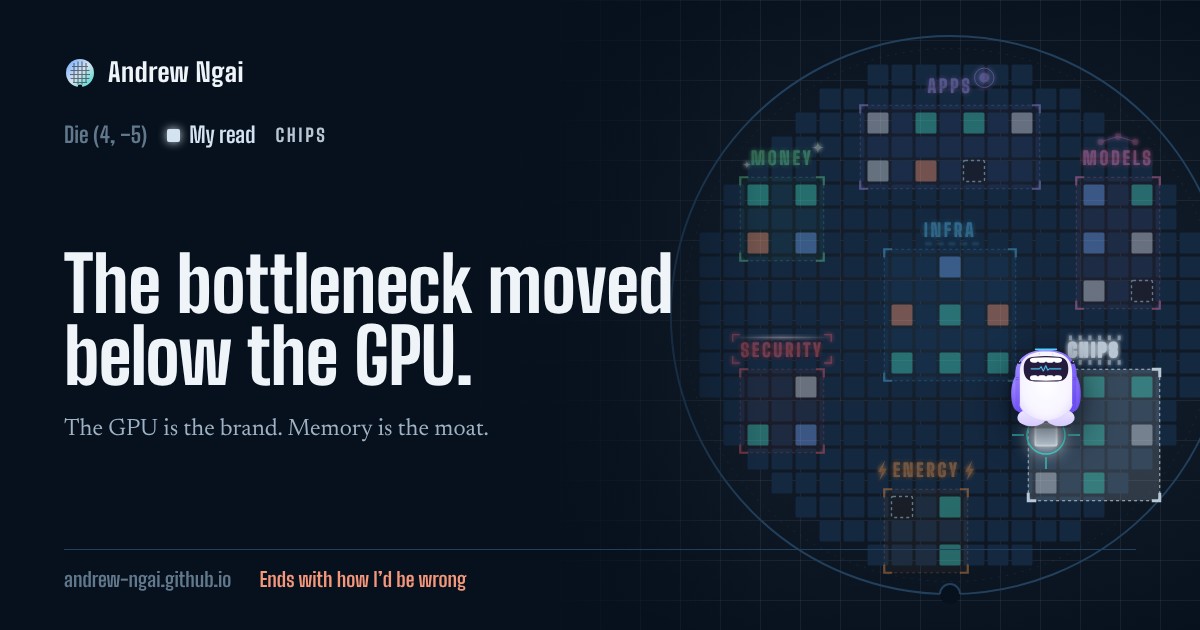 Andrew Ngai
Die (4, −5) My read CHIPS
The bottleneck moved
below the GPU.
The GPU is the brand. Memory is the moat.
APPS
MONEY
MODELS
INFRA
SECURITY
CHIPS
ENERGY
andrew-ngai.github.io Ends with how I’d be wrong